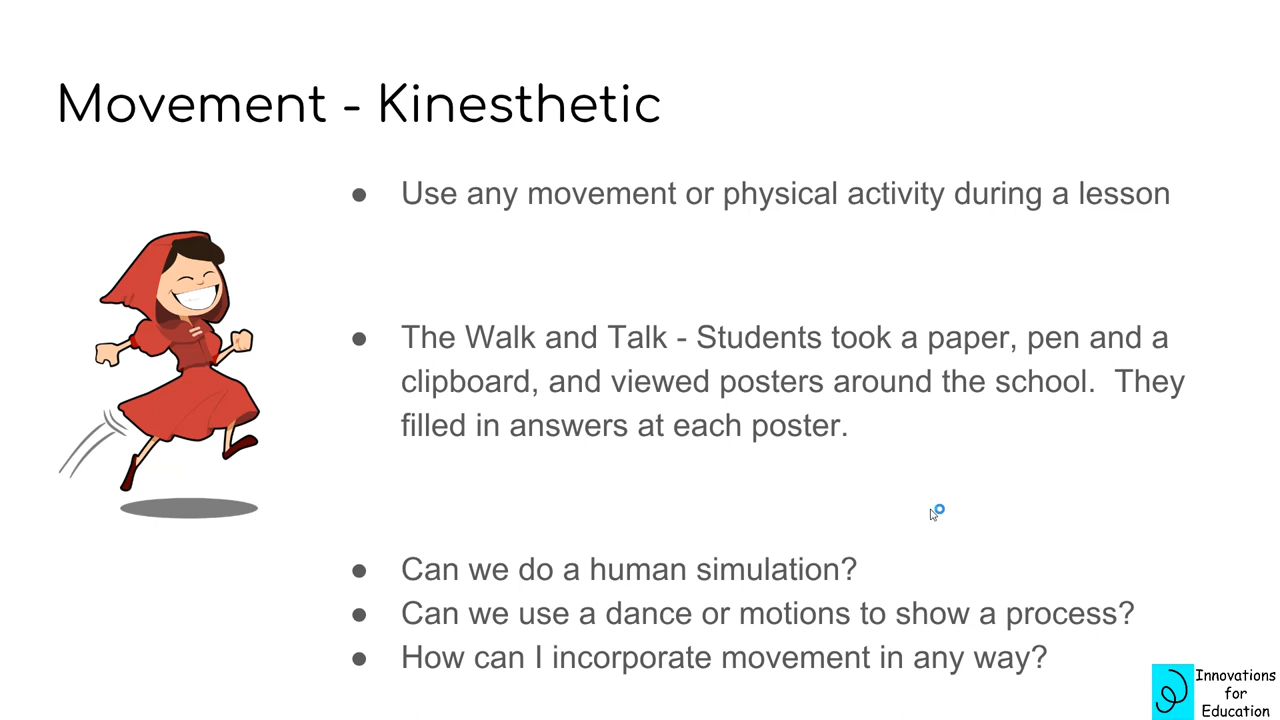 Movement - Kinesthetic
● Use any movement or physical activity during a lesson
● The Walk and Talk - Students took a paper, pen and a
clipboard, and viewed posters around the school.  They
filled in answers at each poster.
● Can we do a human simulation?
● Can we use a dance or motions to show a process?
● How can I incorporate movement in any way?
Innovations
for
Education